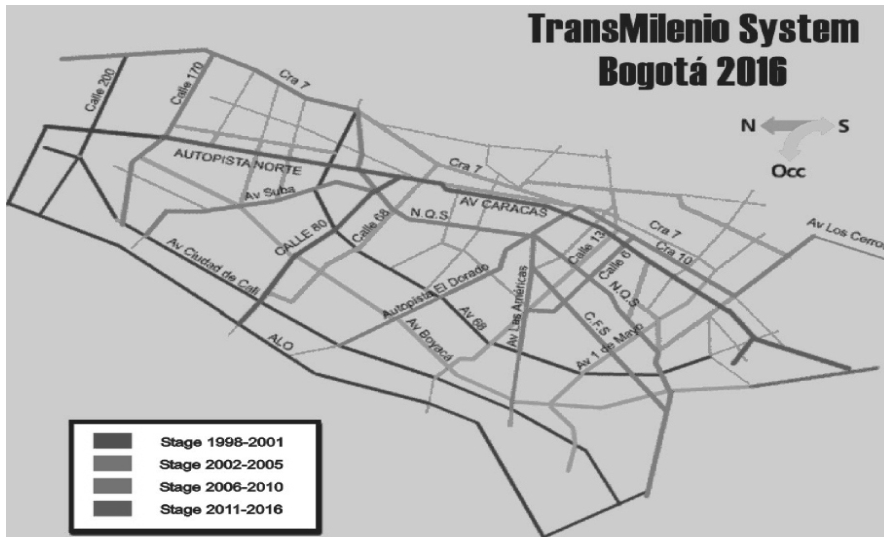 TransMilenio System
Bogotá 2016
N
S
Occ
Calle 200
Calle 170
Cra 7
AUTOPISTA NORTE
Cra 7
Av Suba
AV CARACAS
N.Q.S
Calle 68
CALLE 80
Calle 13
Calle 6
Cra 7
Cra 10
Av Los Cerros
Av Ciudad de Cali
Autopista El Dorado
Av Las Américas
N.Q.S
C.F.S
Av 68
Av Boyacá
Av 1 de Mayo
ALO
Stage 1998-2001
Stage 2002-2005
Stage 2006-2010
Stage 2011-2016